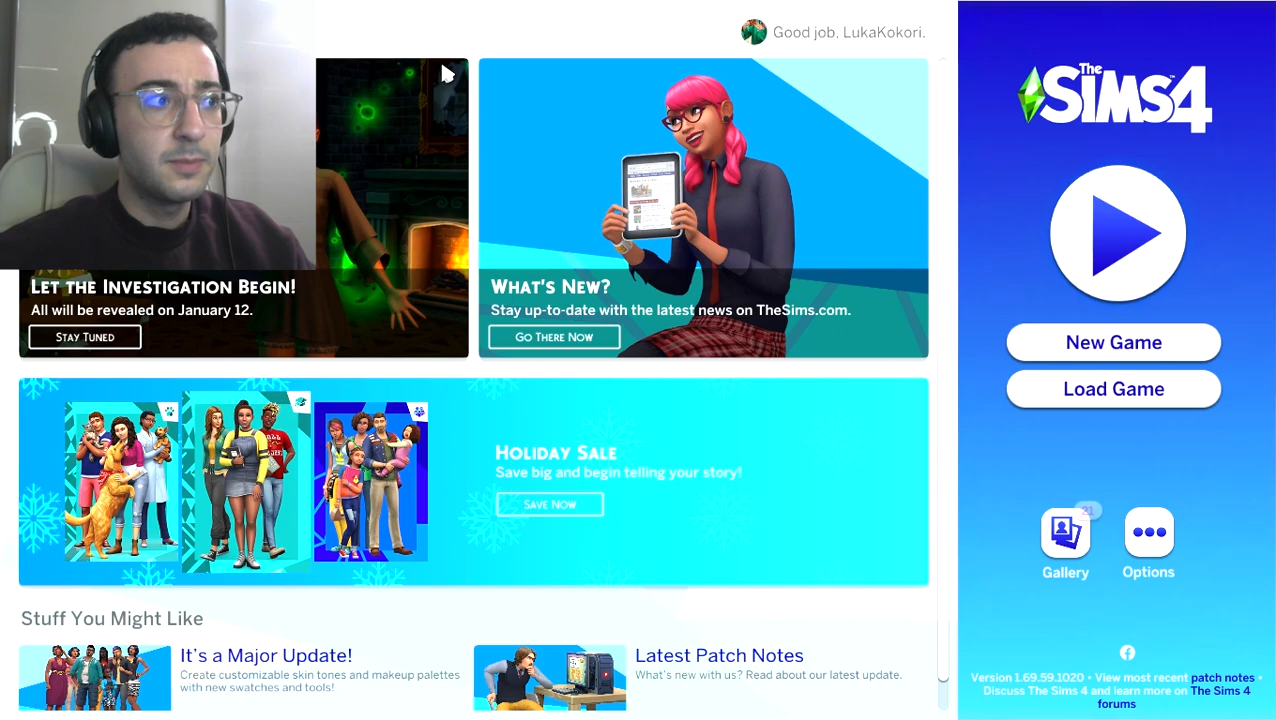 Good job, LukaKokori.
The
SIMS4
LET THE INVESTIGATION BEGIN!
All will be revealed on January 12.
STAY TUNED
WHAT'S NEW?
Stay up-to-date with the latest news on TheSims.com.
GO THERE NOW
New Game
Load Game
HOLIDAY SALE
Save big and begin telling your story!
SAVE NOW
21
Gallery
Options
Stuff You Might Like
It's a Major Update!
Create customizable skin tones and makeup palettes
with new swatches and tools!
Latest Patch Notes
What's new with us? Read about our latest update.
Version 1.69.59.1020 • View most recent patch notes •
Discuss The Sims 4 and learn more on The Sims 4
forums